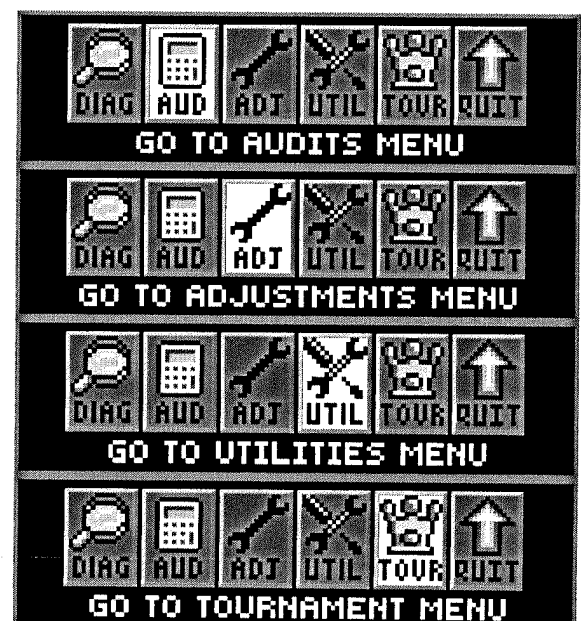 DIAG AUD ADJ UTIL TOUR QUIT
GO TO AUDITS MENU
DIAG AUD ADJ UTIL TOUR QUIT
GO TO ADJUSTMENTS MENU
DIAG AUD ADJ UTIL TOUR QUIT
GO TO UTILITIES MENU
DIAG AUD ADJ UTIL TOUR QUIT
GO TO TOURNAMENT MENU